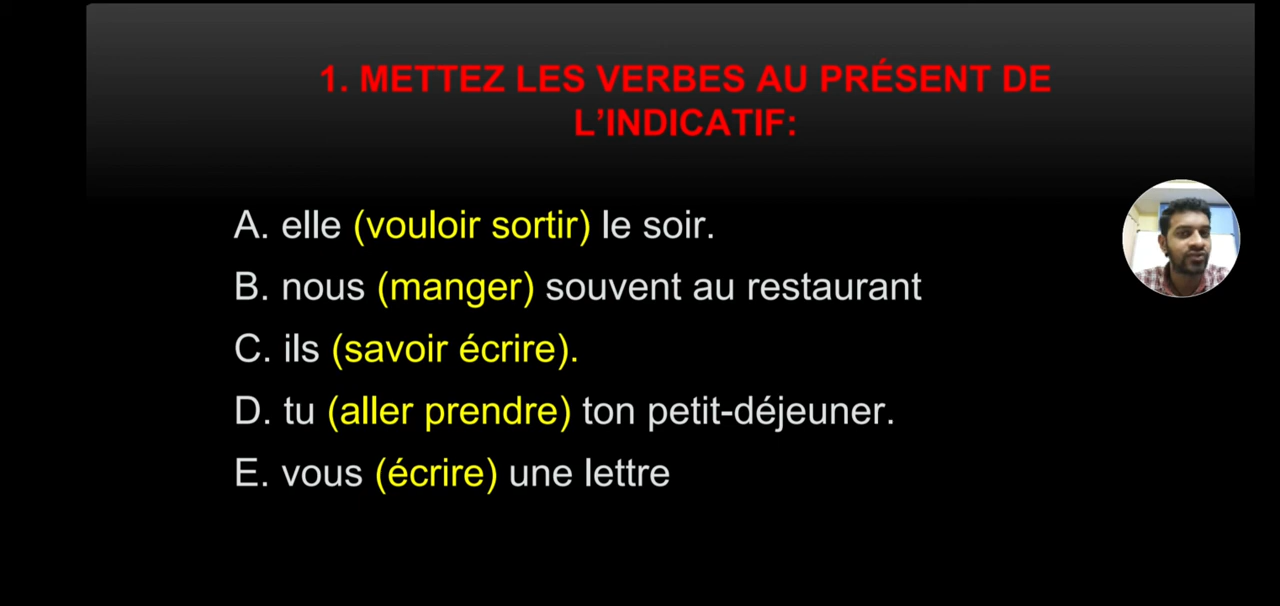 1. METTEZ LES VERBES AU PRÉSENT DE
L’INDICATIF:
A. elle (vouloir sortir) le soir.
B. nous (manger) souvent au restaurant
C. ils (savoir écrire).
D. tu (aller prendre) ton petit-déjeuner.
E. vous (écrire) une lettre